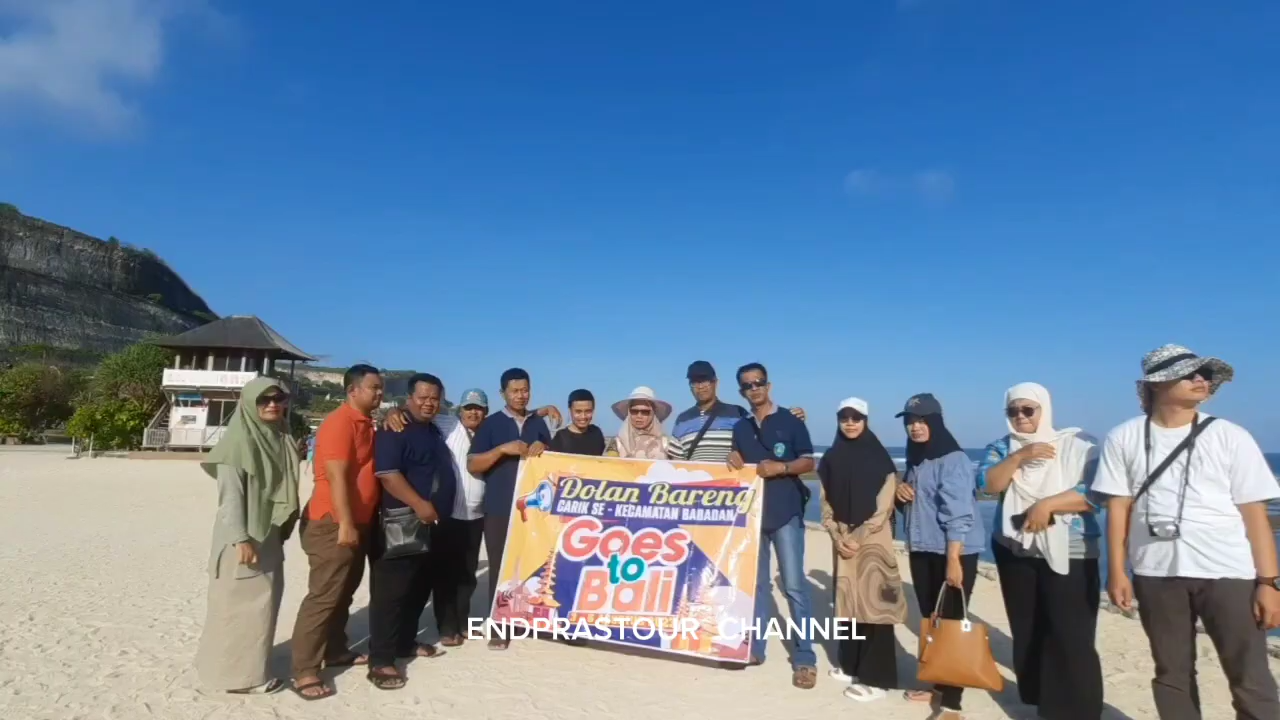 Dolan Bareng
CARIK SE - KECAMATAN BABADAN
Goes
to
Bali
ENDPRASTOUR CHANNEL